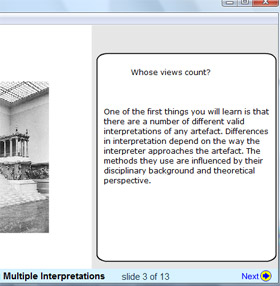 Whose views count?
One of the first things you will learn is that
there are a number of different valid
interpretations of any artefact. Differences
in interpretation depend on the way the
interpreter approaches the artefact. The
methods they use are influenced by their
disciplinary background and theoretical
perspective.
Multiple Interpretations slide 3 of 13 Next